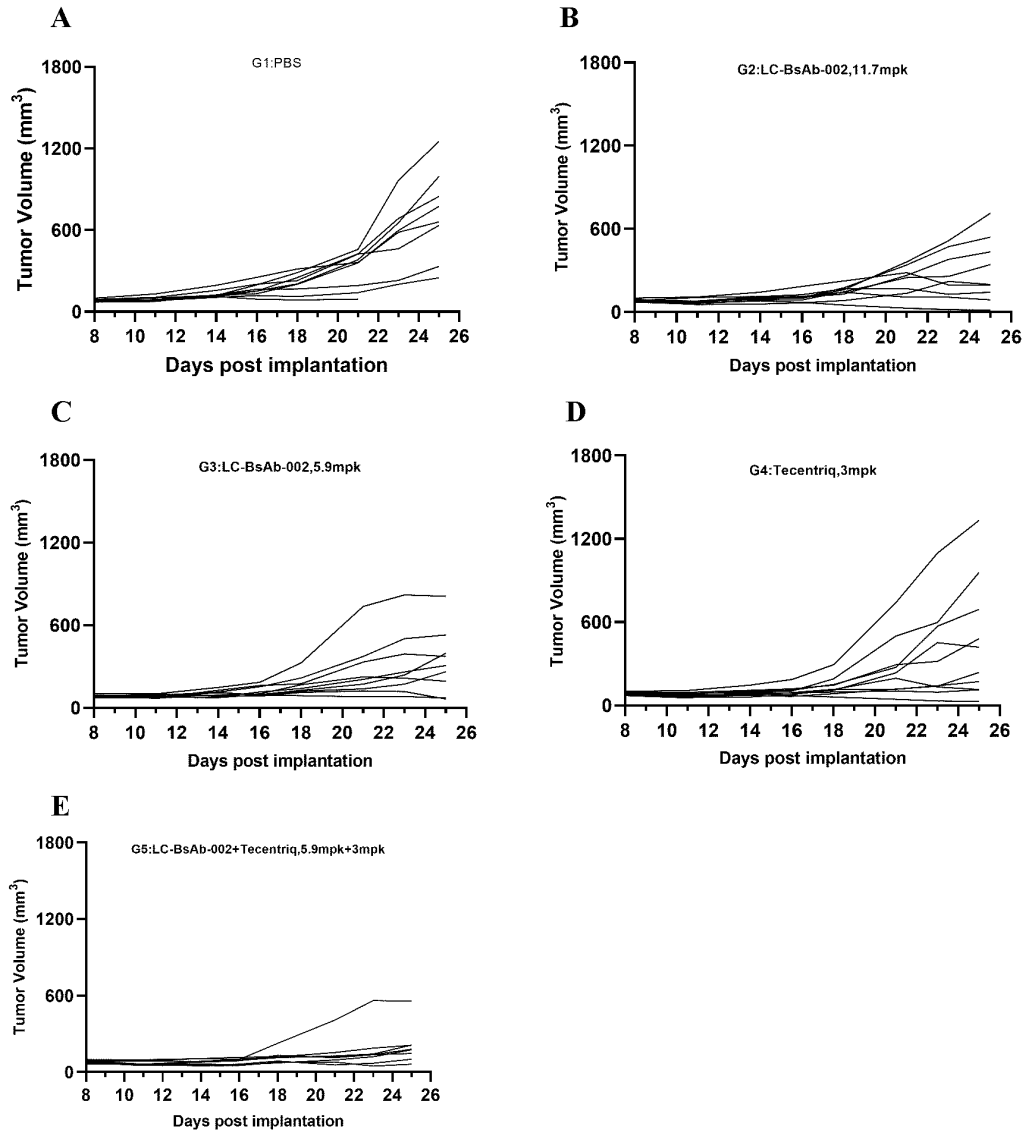 A
G1:PBS
Tumor Volume (mm3)
1800
1200
600
0
8 10 12 14 16 18 20 22 24 26
Days post implantation
B
G2:LC-BsAb-002,11.7mpk
Tumor Volume (mm3)
1800
1200
600
0
8 10 12 14 16 18 20 22 24 26
Days post implantation
C
G3:LC-BsAb-002,5.9mpk
Tumor Volume (mm3)
1800
1200
600
0
8 10 12 14 16 18 20 22 24 26
Days post implantation
D
G4:Tecentriq,3mpk
Tumor Volume (mm3)
1800
1200
600
0
8 10 12 14 16 18 20 22 24 26
Days post implantation
E
G5:LC-BsAb-002+Tecentriq,5.9mpk+3mpk
Tumor Volume (mm3)
1800
1200
600
0
8 10 12 14 16 18 20 22 24 26
Days post implantation